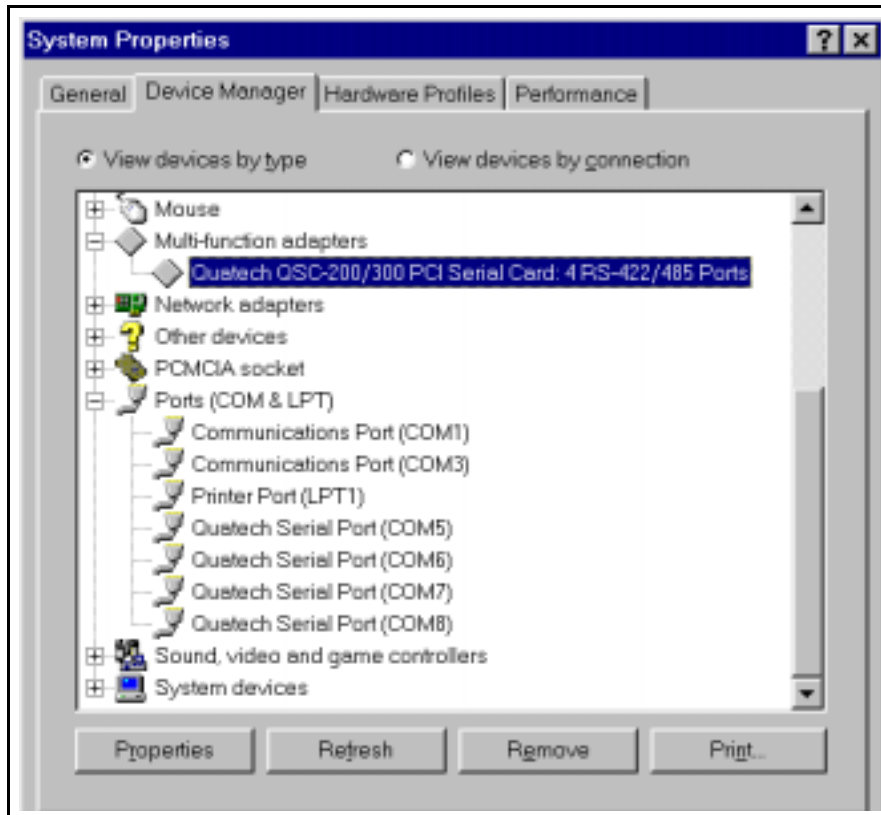 System Properties
General Device Manager Hardware Profiles Performance
View devices by type View devices by connection
Mouse
Multi-function adapters
Quatech QSC-200/300 PCI Serial Card: 4 RS-422/485 Ports
Network adapters
Other devices
PCMCIA socket
Ports (COM & LPT)
Communications Port (COM1)
Communications Port (COM3)
Printer Port (LPT1)
Quatech Serial Port (COM5)
Quatech Serial Port (COM6)
Quatech Serial Port (COM7)
Quatech Serial Port (COM8)
Sound, video and game controllers
System devices
Properties Refresh Remove Print...